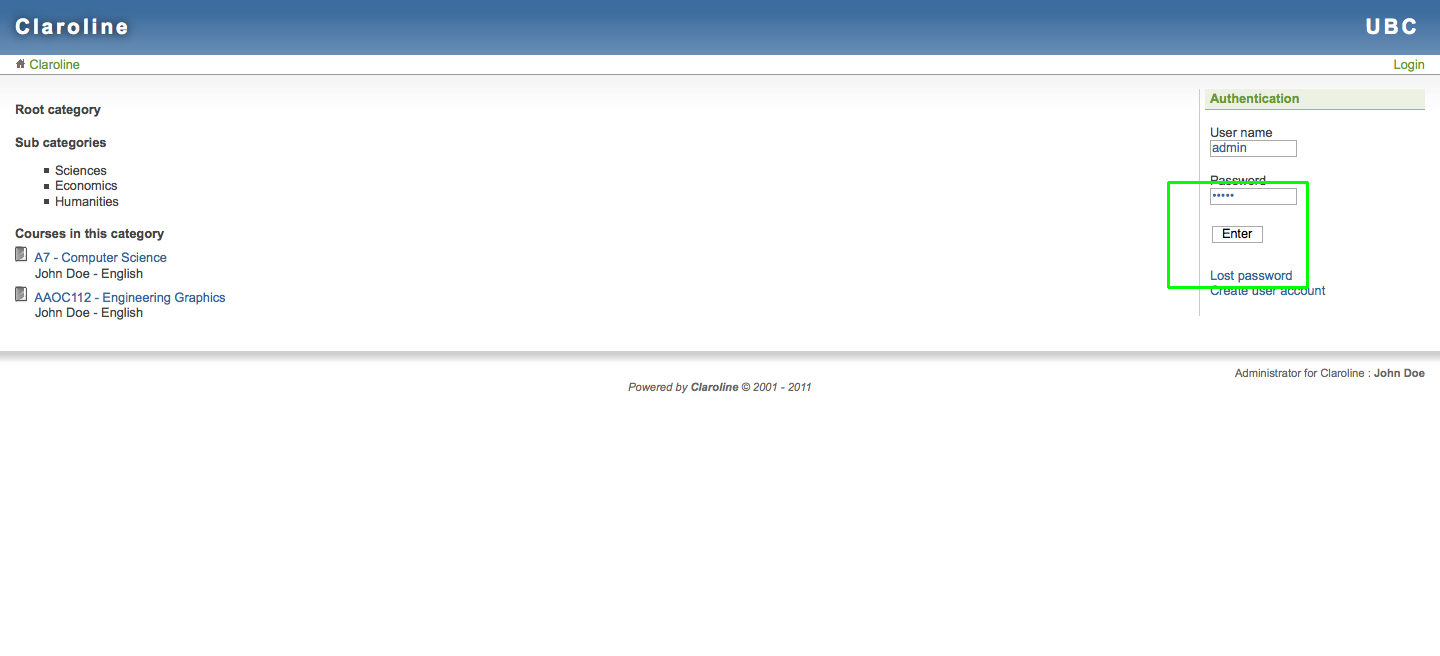 Claroline
UBC
Claroline
Login
Root category
Sub categories
Sciences
Economics
Humanities
Courses in this category
A7 - Computer Science
John Doe - English
AAOC112 - Engineering Graphics
John Doe - English
Authentication
User name
admin
Password
•••••
Enter
Lost password
Create user account
Administrator for Claroline : John Doe
Powered by Claroline © 2001 - 2011